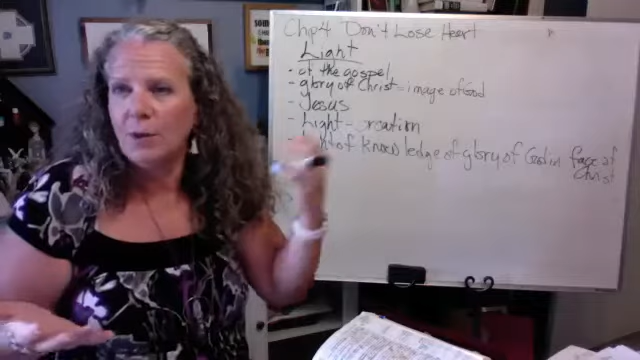 Chp 4 Don't Lose Heart
Light
- of the gospel
- glory of Christ = image of God
- Jesus
- Light - creation
- of knowledge of glory of God in face of
Christ